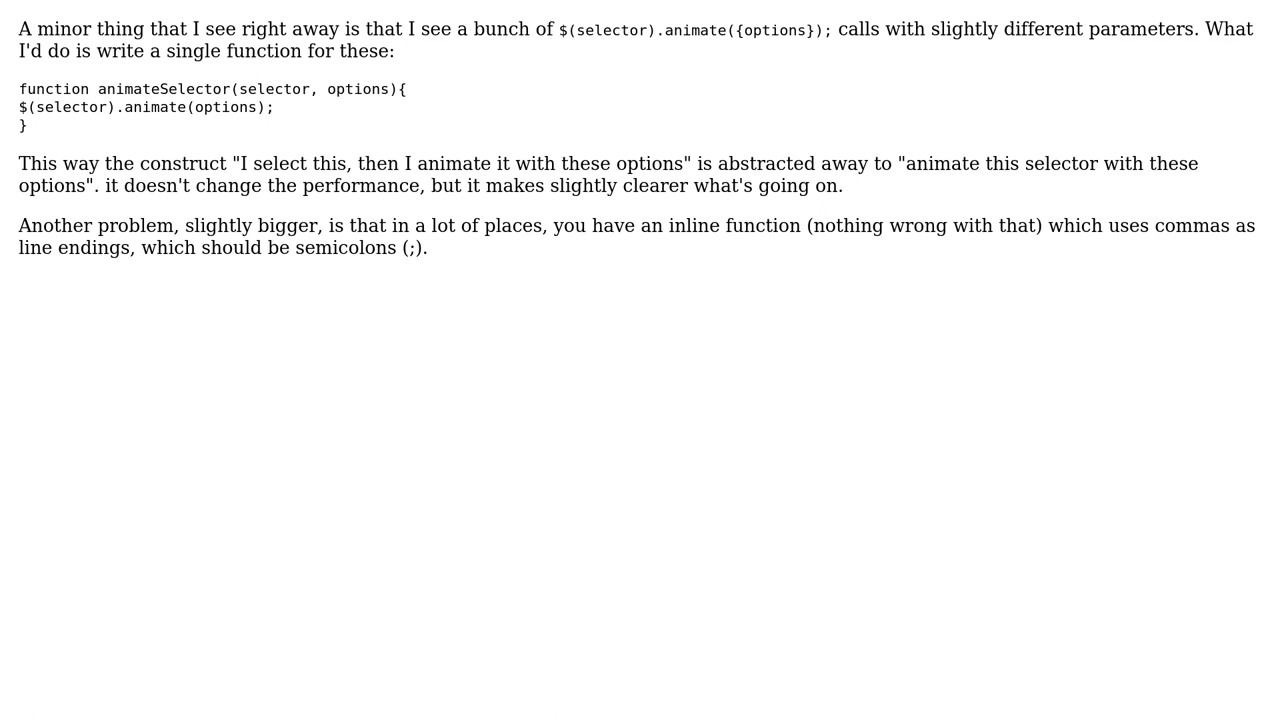 A minor thing that I see right away is that I see a bunch of $(selector).animate({options}); calls with slightly different parameters. What
I'd do is write a single function for these:
function animateSelector(selector, options){
$(selector).animate(options);
}
This way the construct "I select this, then I animate it with these options" is abstracted away to "animate this selector with these
options". it doesn't change the performance, but it makes slightly clearer what's going on.
Another problem, slightly bigger, is that in a lot of places, you have an inline function (nothing wrong with that) which uses commas as
line endings, which should be semicolons (;).